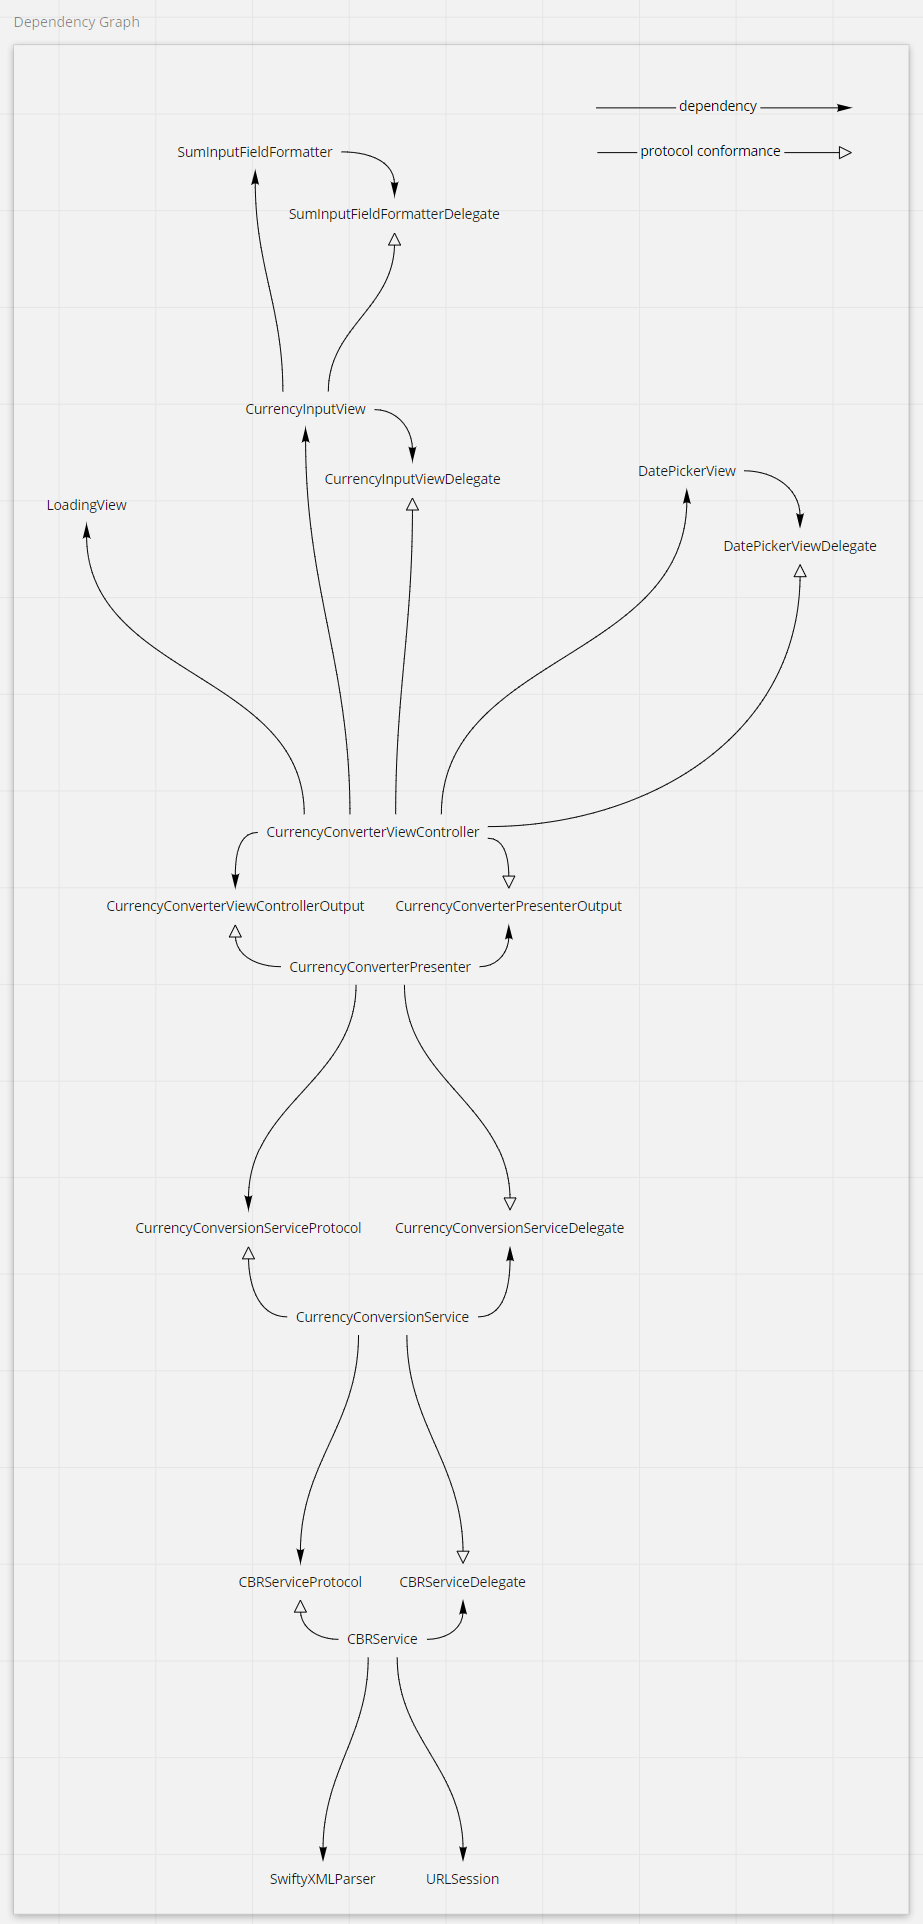 Dependency Graph
dependency
protocol conformance
SumInputFieldFormatter
SumInputFieldFormatterDelegate
CurrencyInputView
CurrencyInputViewDelegate
DatePickerView
LoadingView
DatePickerViewDelegate
CurrencyConverterViewController
CurrencyConverterViewControllerOutput
CurrencyConverterPresenterOutput
CurrencyConverterPresenter
CurrencyConversionServiceProtocol
CurrencyConversionServiceDelegate
CurrencyConversionService
CBRServiceProtocol
CBRServiceDelegate
CBRService
SwiftyXMLParser
URLSession